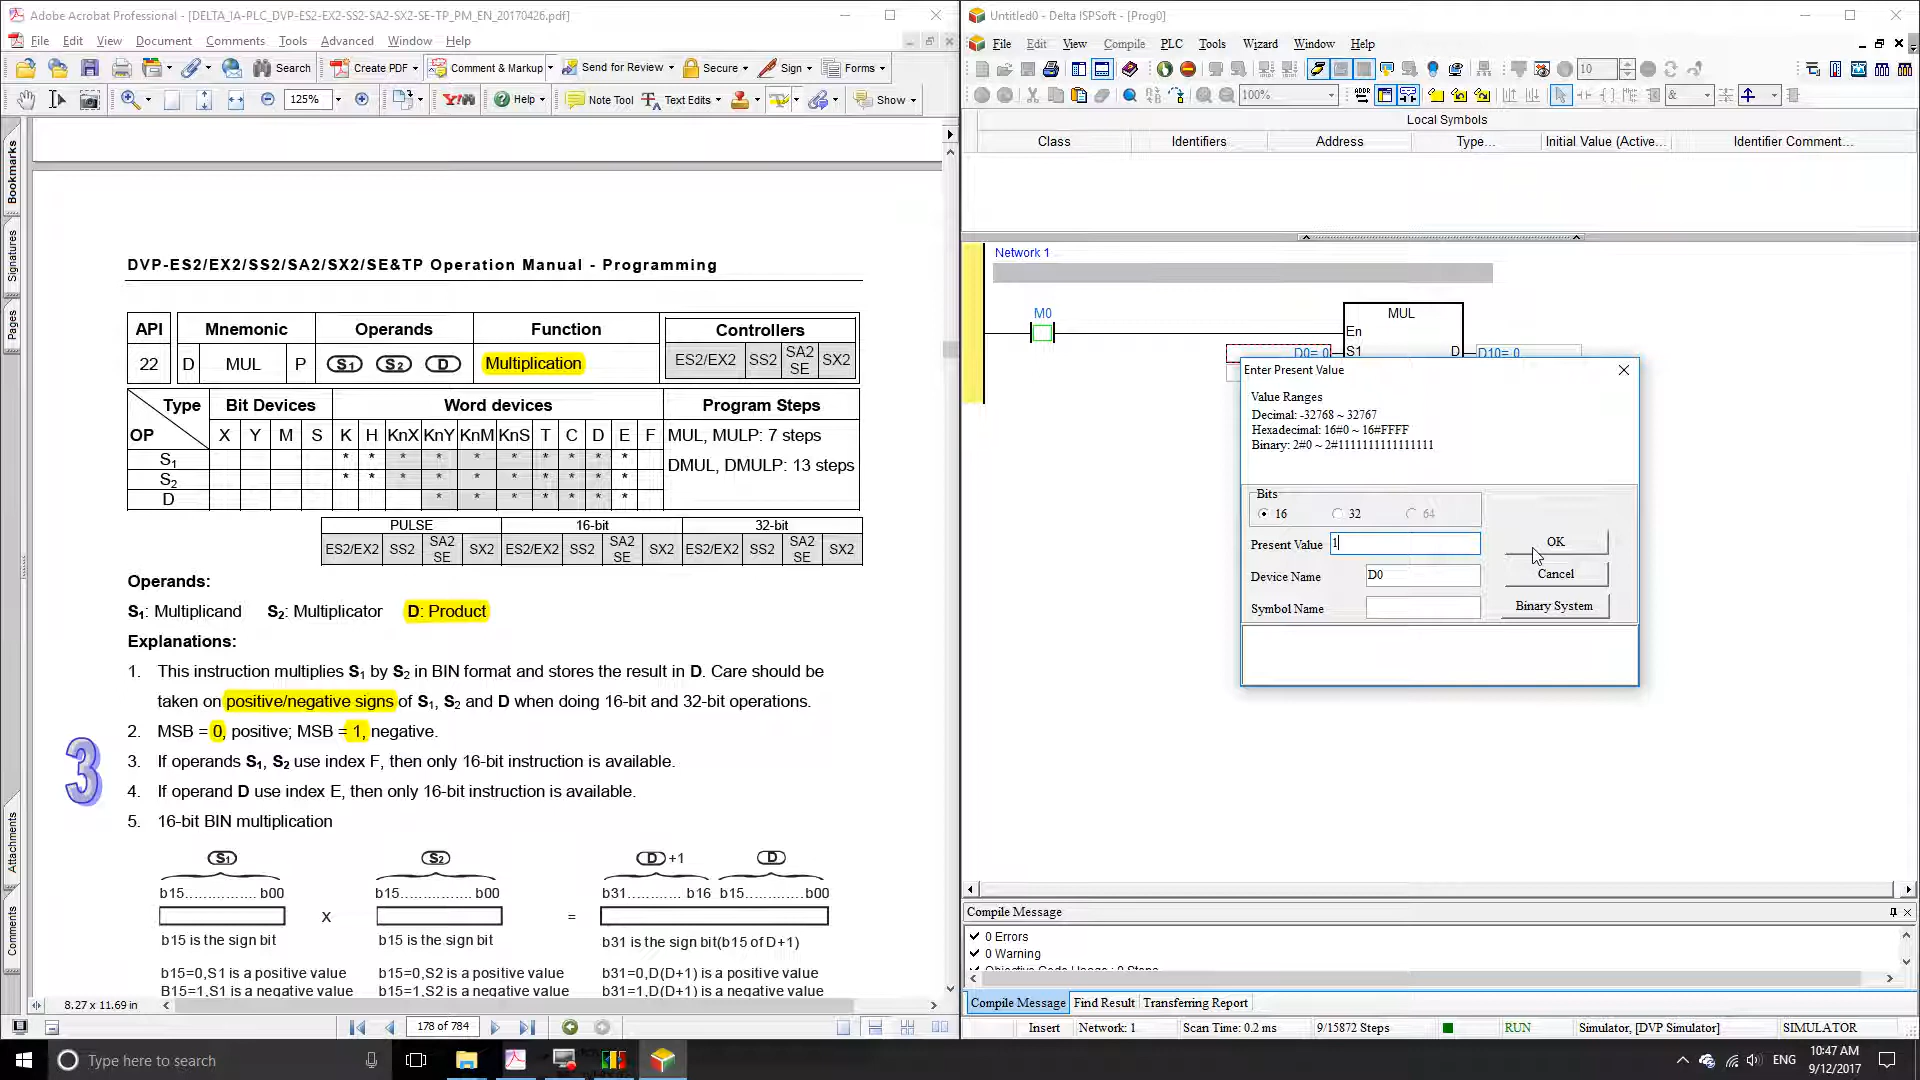 Adobe Acrobat Professional - [DELTA_IA-PLC_DVP-ES2-EX2-SS2-SA2-SX2-SE-TP_PM_EN_20170426.pdf]
File Edit View Document Comments Tools Advanced Window Help
Search Create PDF Comment & Markup Send for Review Secure Sign Forms
125% Help Note Tool Text Edits Show
Bookmarks
Signatures
Pages
Attachments
Comments
DVP-ES2/EX2/SS2/SA2/SX2/SE&TP Operation Manual - Programming
API Mnemonic Operands Function Controllers
22 D MUL P S1 S2 D Multiplication ES2/EX2 SS2 SA2 SE SX2
Type Bit Devices Word devices Program Steps
OP X Y M S K H KnX KnY KnM KnS T C D E F MUL, MULP: 7 steps
S1 * * * * * * * * * *
DMUL, DMULP: 13 steps
S2 * * * * * * * * * *
D * * * * * * *
PULSE 16-bit 32-bit
ES2/EX2 SS2 SA2 SE SX2 ES2/EX2 SS2 SA2 SE SX2 ES2/EX2 SS2 SA2 SE SX2
Operands:
S1: Multiplicand S2: Multiplicator D: Product
Explanations:
1. This instruction multiplies S1 by S2 in BIN format and stores the result in D. Care should be
taken on positive/negative signs of S1, S2 and D when doing 16-bit and 32-bit operations.
2. MSB = 0, positive; MSB = 1, negative.
3
3. If operands S1, S2 use index F, then only 16-bit instruction is available.
4. If operand D use index E, then only 16-bit instruction is available.
5. 16-bit BIN multiplication
S1 S2 D +1 D
b15................ b00 b15................ b00 b31........... b16 b15...........b00
X =
b15 is the sign bit b15 is the sign bit b31 is the sign bit(b15 of D+1)
b15=0,S1 is a positive value b15=0,S2 is a positive value b31=0,D(D+1) is a positive value
B15=1,S1 is a negative value b15=1,S2 is a negative value b31=1,D(D+1) is a negative value
8.27 x 11.69 in
178 of 784
Untitled0 - Delta ISPSoft - [Prog0]
File Edit View Compile PLC Tools Wizard Window Help
10
100% ADDR &
Local Symbols
Class Identifiers Address Type... Initial Value (Active... Identifier Comment...
Network 1
M0 MUL
En
D0= 0 S1 D D10= 0
Enter Present Value
Value Ranges
Decimal: -32768 ~ 32767
Hexadecimal: 16#0 ~ 16#FFFF
Binary: 2#0 ~ 2#1111111111111111
Bits
16 32 64
Present Value 1 OK
Device Name D0 Cancel
Symbol Name Binary System
Compile Message
0 Errors
0 Warning
Compile Message Find Result Transferring Report
Insert Network: 1 Scan Time: 0.2 ms 9/15872 Steps RUN Simulator, [DVP Simulator] SIMULATOR
Type here to search
ENG
10:47 AM
9/12/2017